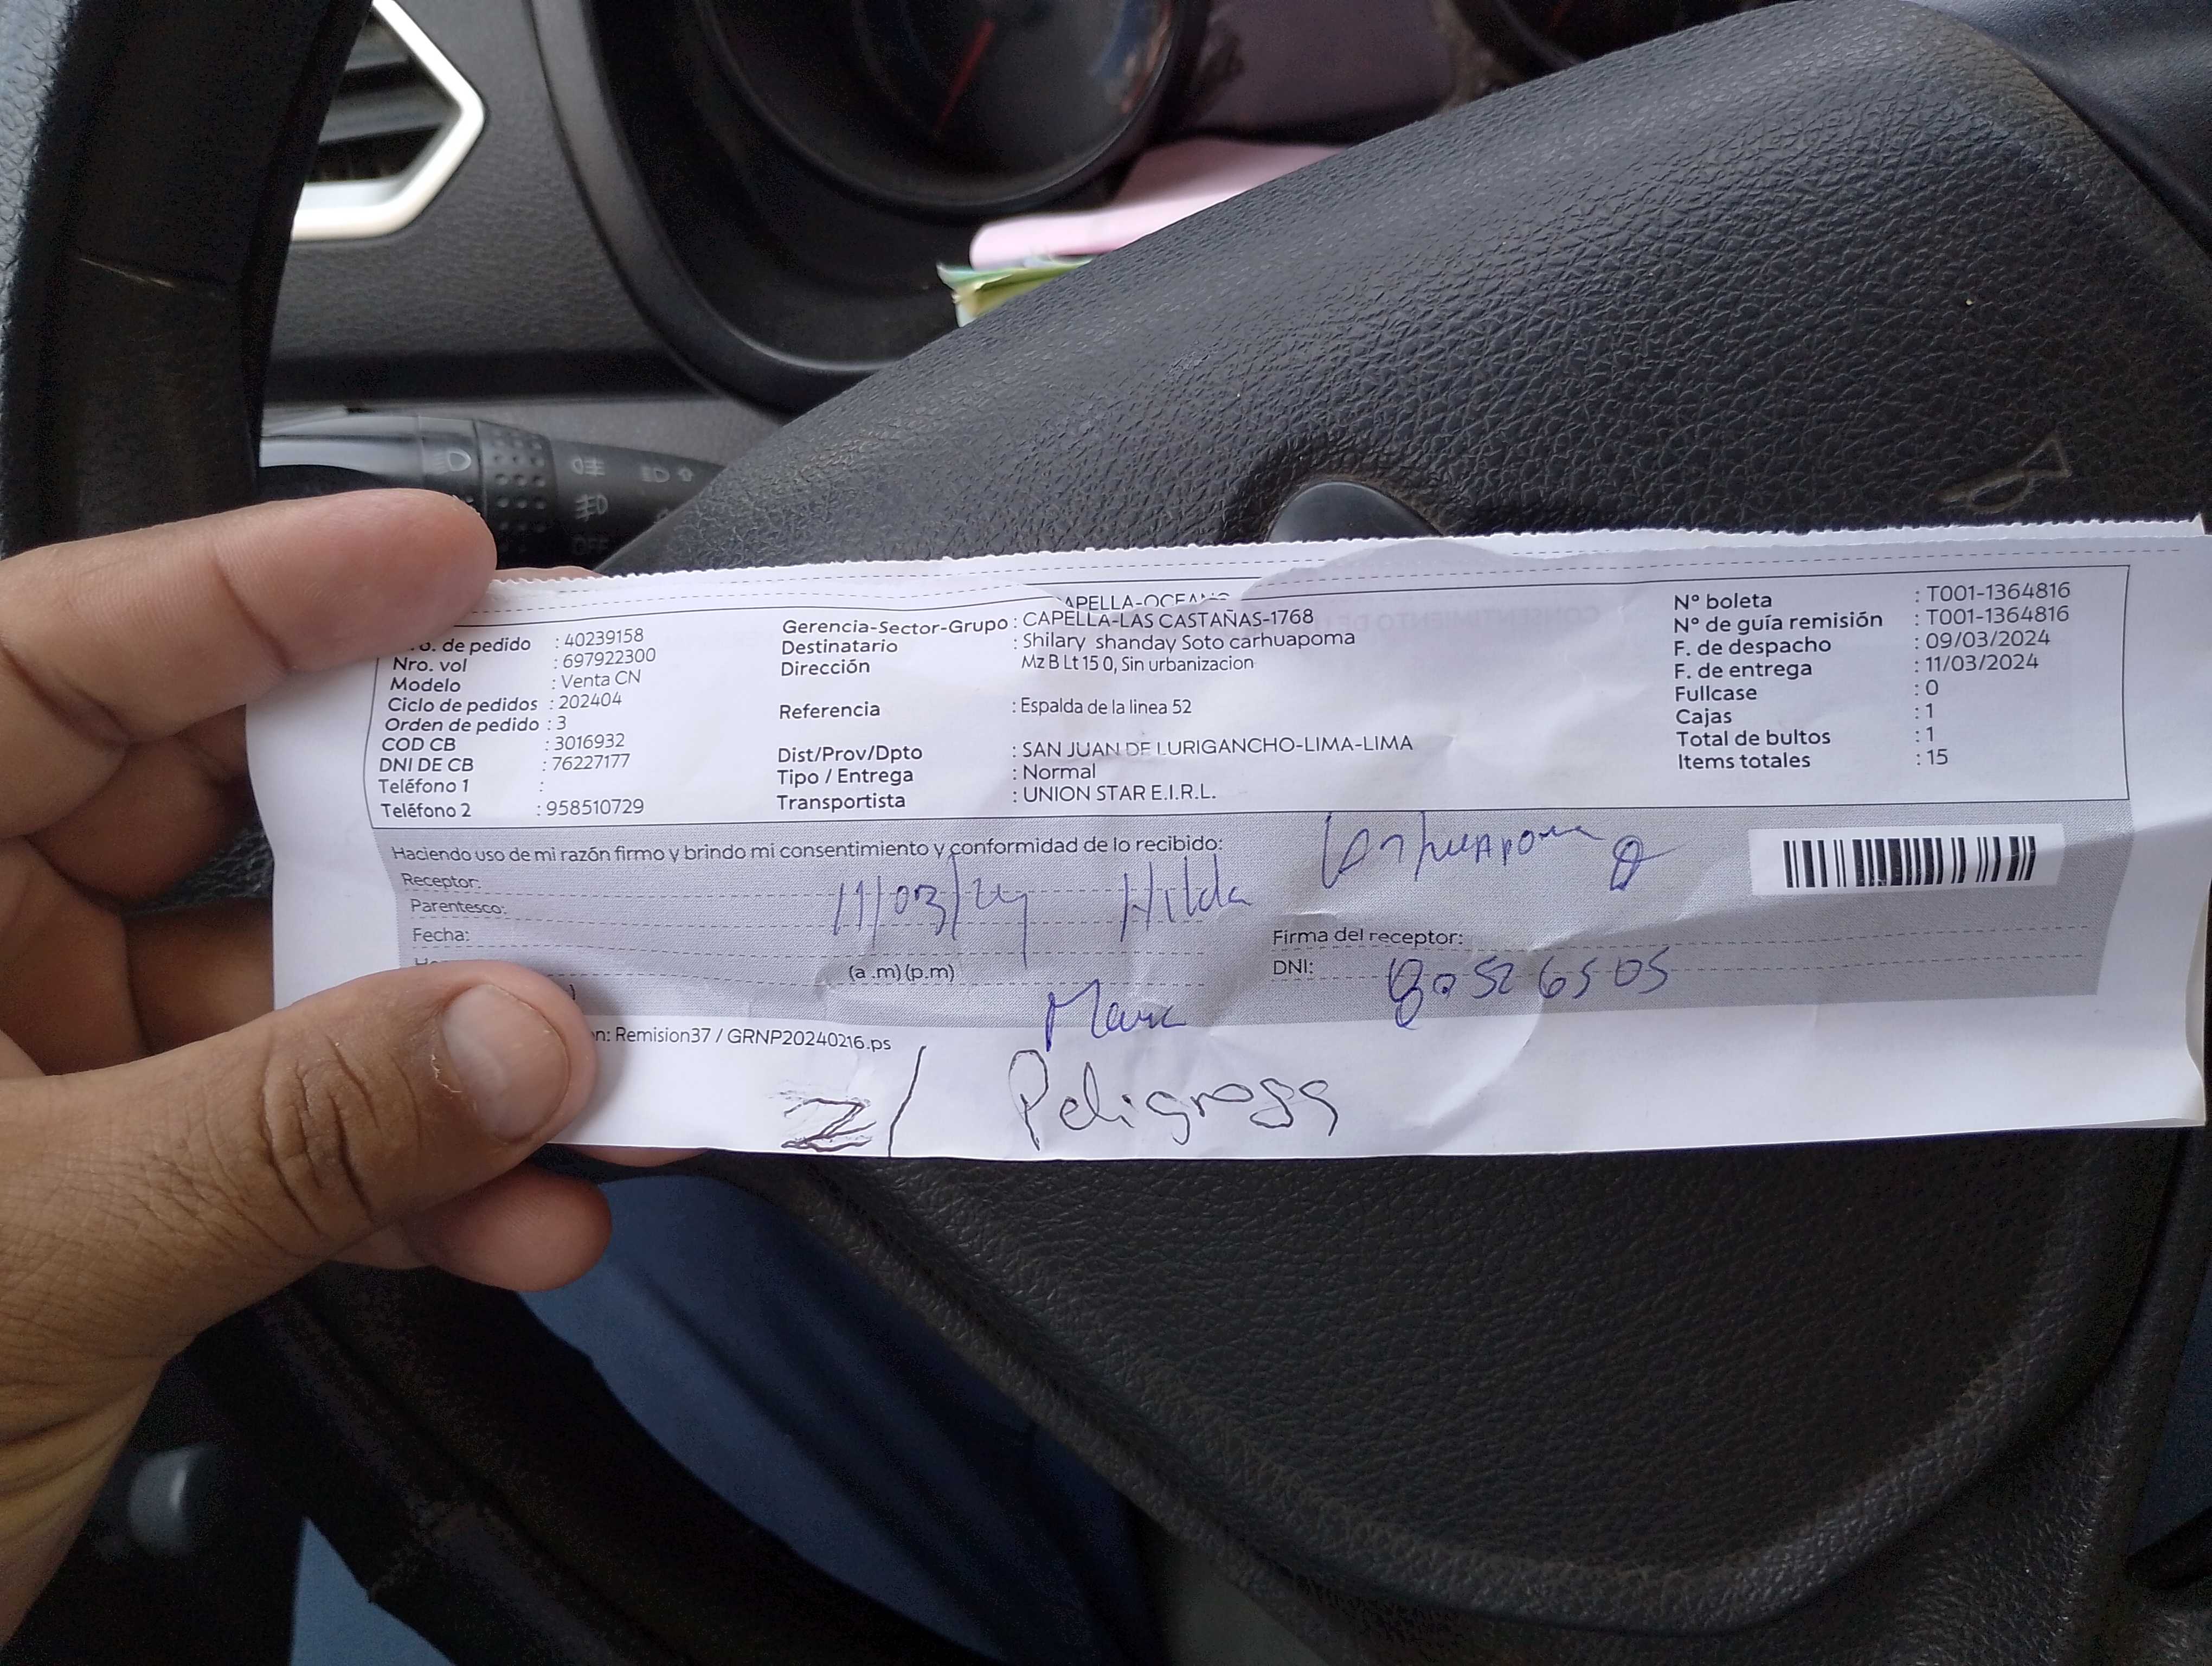 o. de pedido : 40239158
Nro. vol : 697922300
Modelo : Venta CN
Ciclo de pedidos : 202404
Orden de pedido : 3
COD CB : 3016932
DNI DE CB : 76227177
Teléfono 1 :
Teléfono 2 : 958510729
APELLA-OCEANO
Gerencia-Sector-Grupo : CAPELLA-LAS CASTAÑAS-1768
Destinatario : Shilary shanday Soto carhuapoma
Dirección Mz B Lt 15 0, Sin urbanizacion
Referencia : Espalda de la linea 52
Dist/Prov/Dpto : SAN JUAN DE LURIGANCHO-LIMA-LIMA
Tipo / Entrega : Normal
Transportista : UNION STAR E.I.R.L.
N° boleta : T001-1364816
N° de guía remisión : T001-1364816
F. de despacho : 09/03/2024
F. de entrega : 11/03/2024
Fullcase : 0
Cajas : 1
Total de bultos : 1
Items totales : 15
Haciendo uso de mi razón firmo y brindo mi consentimiento y conformidad de lo recibido:
Receptor:
Parentesco:
Fecha:
11/03/24 Hilda Carhuapoma
(a .m) (p.m)
Firma del receptor:
DNI: 80526505
n: Remision37 / GRNP20240216.ps
Z/ Peligrosa
OFF